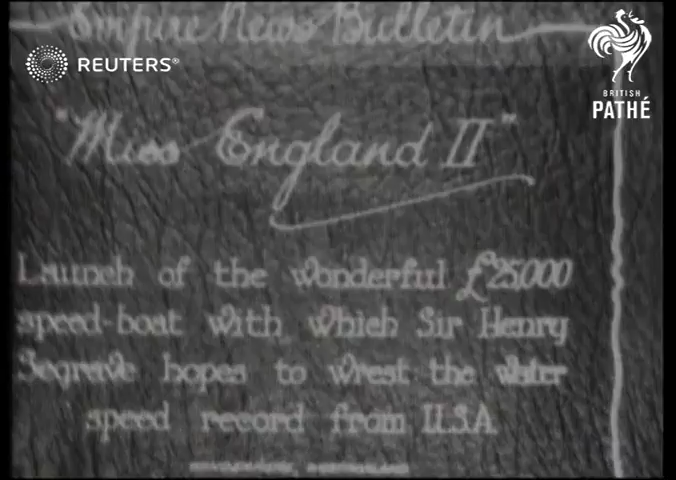 Empire News Bulletin
REUTERS®
BRITISH
PATHÉ
"Miss England II"
Launch of the wonderful £25,000
speed-boat with which Sir Henry
Segrave hopes to wrest the water
speed record from U.S.A.